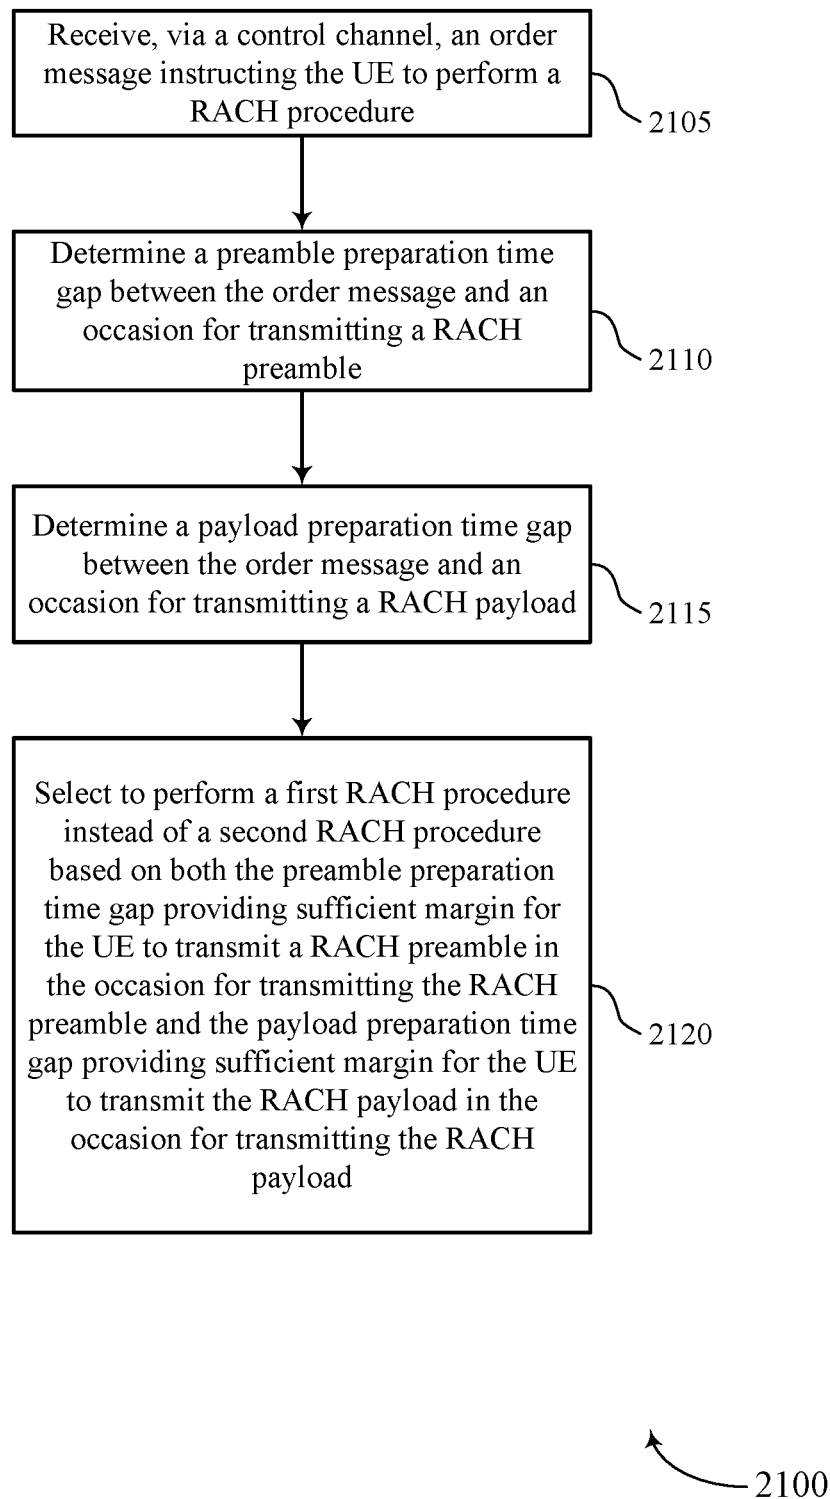 Receive, via a control channel, an order
message instructing the UE to perform a
RACH procedure
2105
Determine a preamble preparation time
gap between the order message and an
occasion for transmitting a RACH
preamble
2110
Determine a payload preparation time gap
between the order message and an
occasion for transmitting a RACH payload
2115
Select to perform a first RACH procedure
instead of a second RACH procedure
based on both the preamble preparation
time gap providing sufficient margin for
the UE to transmit a RACH preamble in
the occasion for transmitting the RACH
preamble and the payload preparation time
gap providing sufficient margin for the UE
to transmit the RACH payload in the
occasion for transmitting the RACH
payload
2120
2100